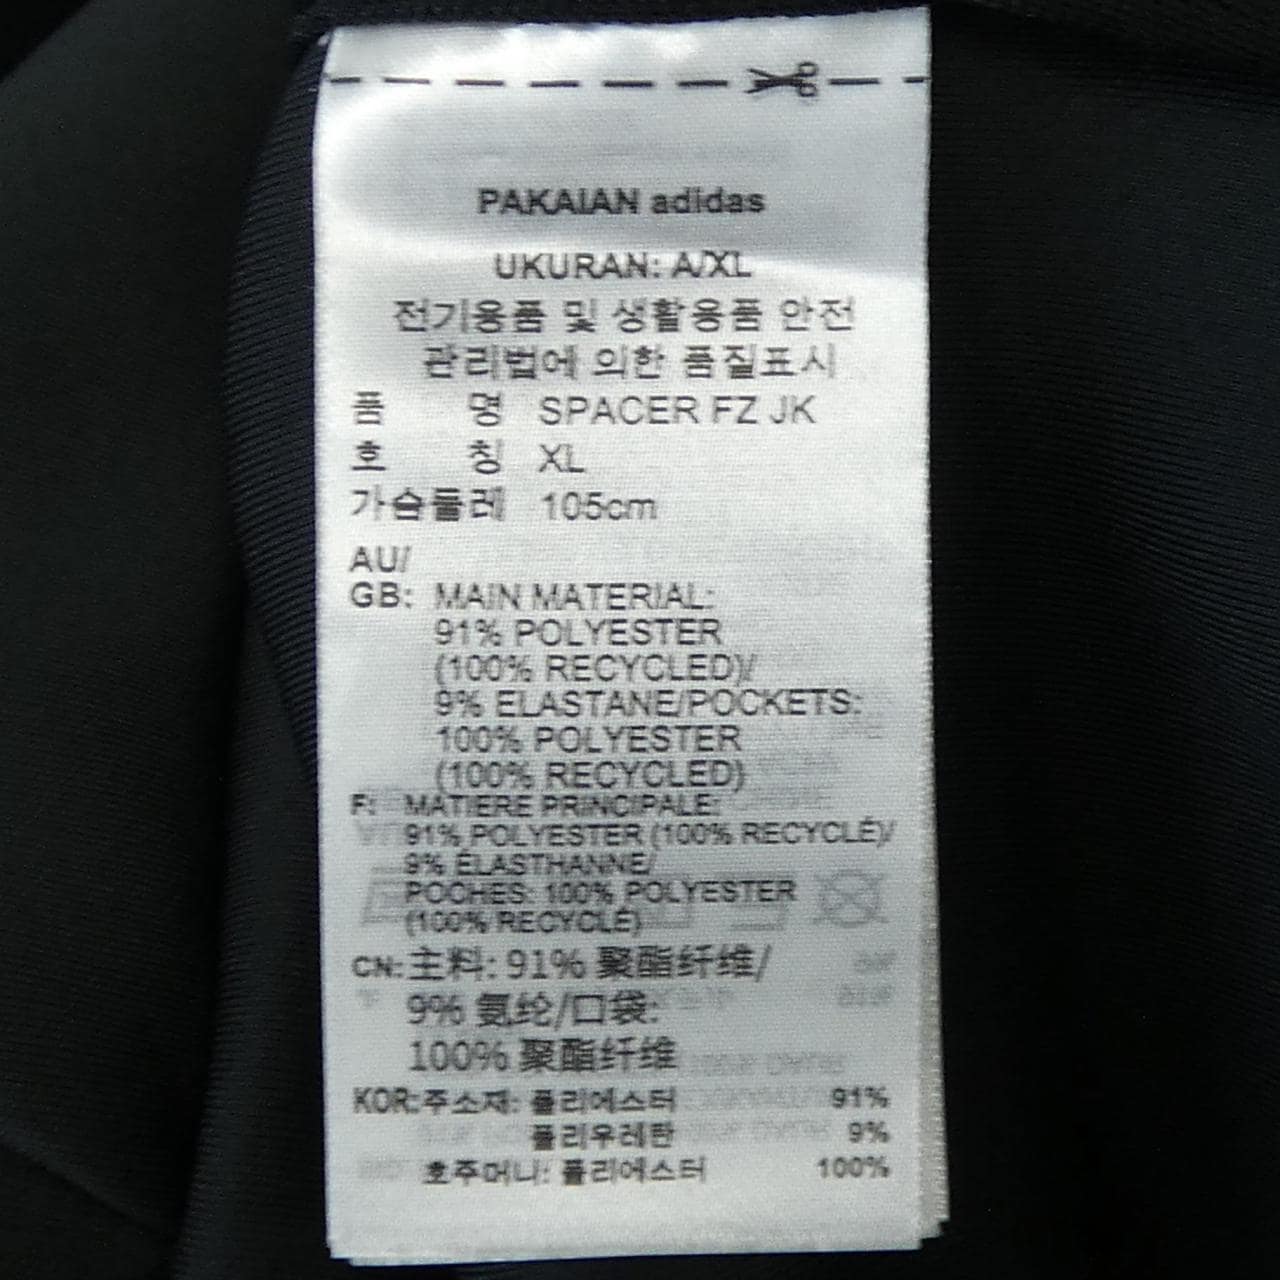 PAKAIAN adidas
UKURAN: A/XL
전기용품 및 생활용품 안전
관리법에 의한 품질표시
품 명 SPACER FZ JK
호 칭 XL
가슴둘레 105cm
AU/
GB: MAIN MATERIAL:
91% POLYESTER
(100% RECYCLED)/
9% ELASTANE/POCKETS:
100% POLYESTER
(100% RECYCLED)
F: MATIERE PRINCIPALE:
91% POLYESTER (100% RECYCLÉ)/
9% ÉLASTHANNE/
POCHES: 100% POLYESTER
(100% RECYCLÉ)
CN: 主料: 91% 聚酯纤维/
9% 氨纶/口袋:
100% 聚酯纤维
KOR: 주소재: 폴리에스터 91%
폴리우레탄 9%
호주머니: 폴리에스터 100%